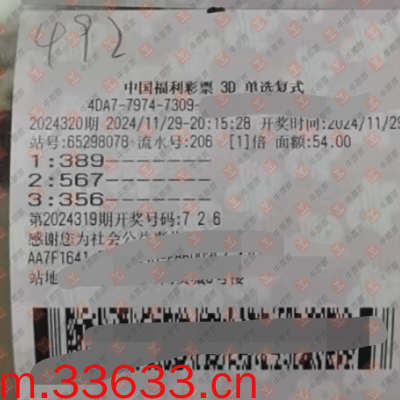 492
中国福利彩票 3D 单选复式
4DA7-7974-7309-
2024320期 2024/11/29-20:15:28 开奖时间:2024/11/29
站号:65298078 流水号:206 [1]倍 面额:54.00
1:389-------
2:567-------
3:356-------
第2024319期开奖号码:7 2 6
感谢您为社会公益
AA7F1641
站地
号楼
m.33633.cn